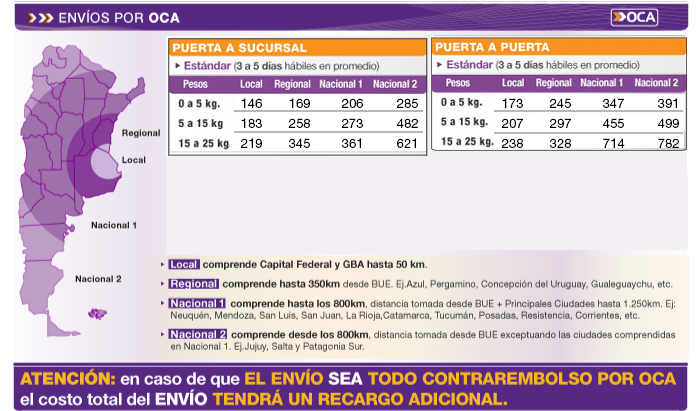 >>> ENVÍOS POR OCA
OCA
PUERTA A SUCURSAL
▸ Estándar (3 a 5 días hábiles en promedio)
Pesos Local Regional Nacional 1 Nacional 2
0 a 5 kg. 146 169 206 285
5 a 15 kg 183 258 273 482
15 a 25 kg 219 345 361 621
PUERTA A PUERTA
▸ Estándar (3 a 5 días hábiles en promedio)
Pesos Local Regional Nacional 1 Nacional 2
0 a 5 kg. 173 245 347 391
5 a 15 kg. 207 297 455 499
15 a 25 kg. 238 328 714 782
Regional
Local
Nacional 1
Nacional 2
▸ Local comprende Capital Federal y GBA hasta 50 km.
▸ Regional comprende hasta 350km desde BUE. Ej.Azul, Pergamino, Concepción del Uruguay, Gualeguaychu, etc.
▸ Nacional 1 comprende hasta los 800km, distancia tomada desde BUE + Principales Ciudades hasta 1.250km. Ej:
Neuquén, Mendoza, San Luis, San Juan, La Rioja,Catamarca, Tucumán, Posadas, Resistencia, Corrientes, etc.
▸ Nacional 2 comprende desde los 800km, distancia tomada desde BUE exceptuando las ciudades comprendidas
en Nacional 1. Ej.Jujuy, Salta y Patagonia Sur.
ATENCIÓN: en caso de que EL ENVÍO SEA TODO CONTRAREMBOLSO POR OCA
el costo total del ENVÍO TENDRÁ UN RECARGO ADICIONAL.